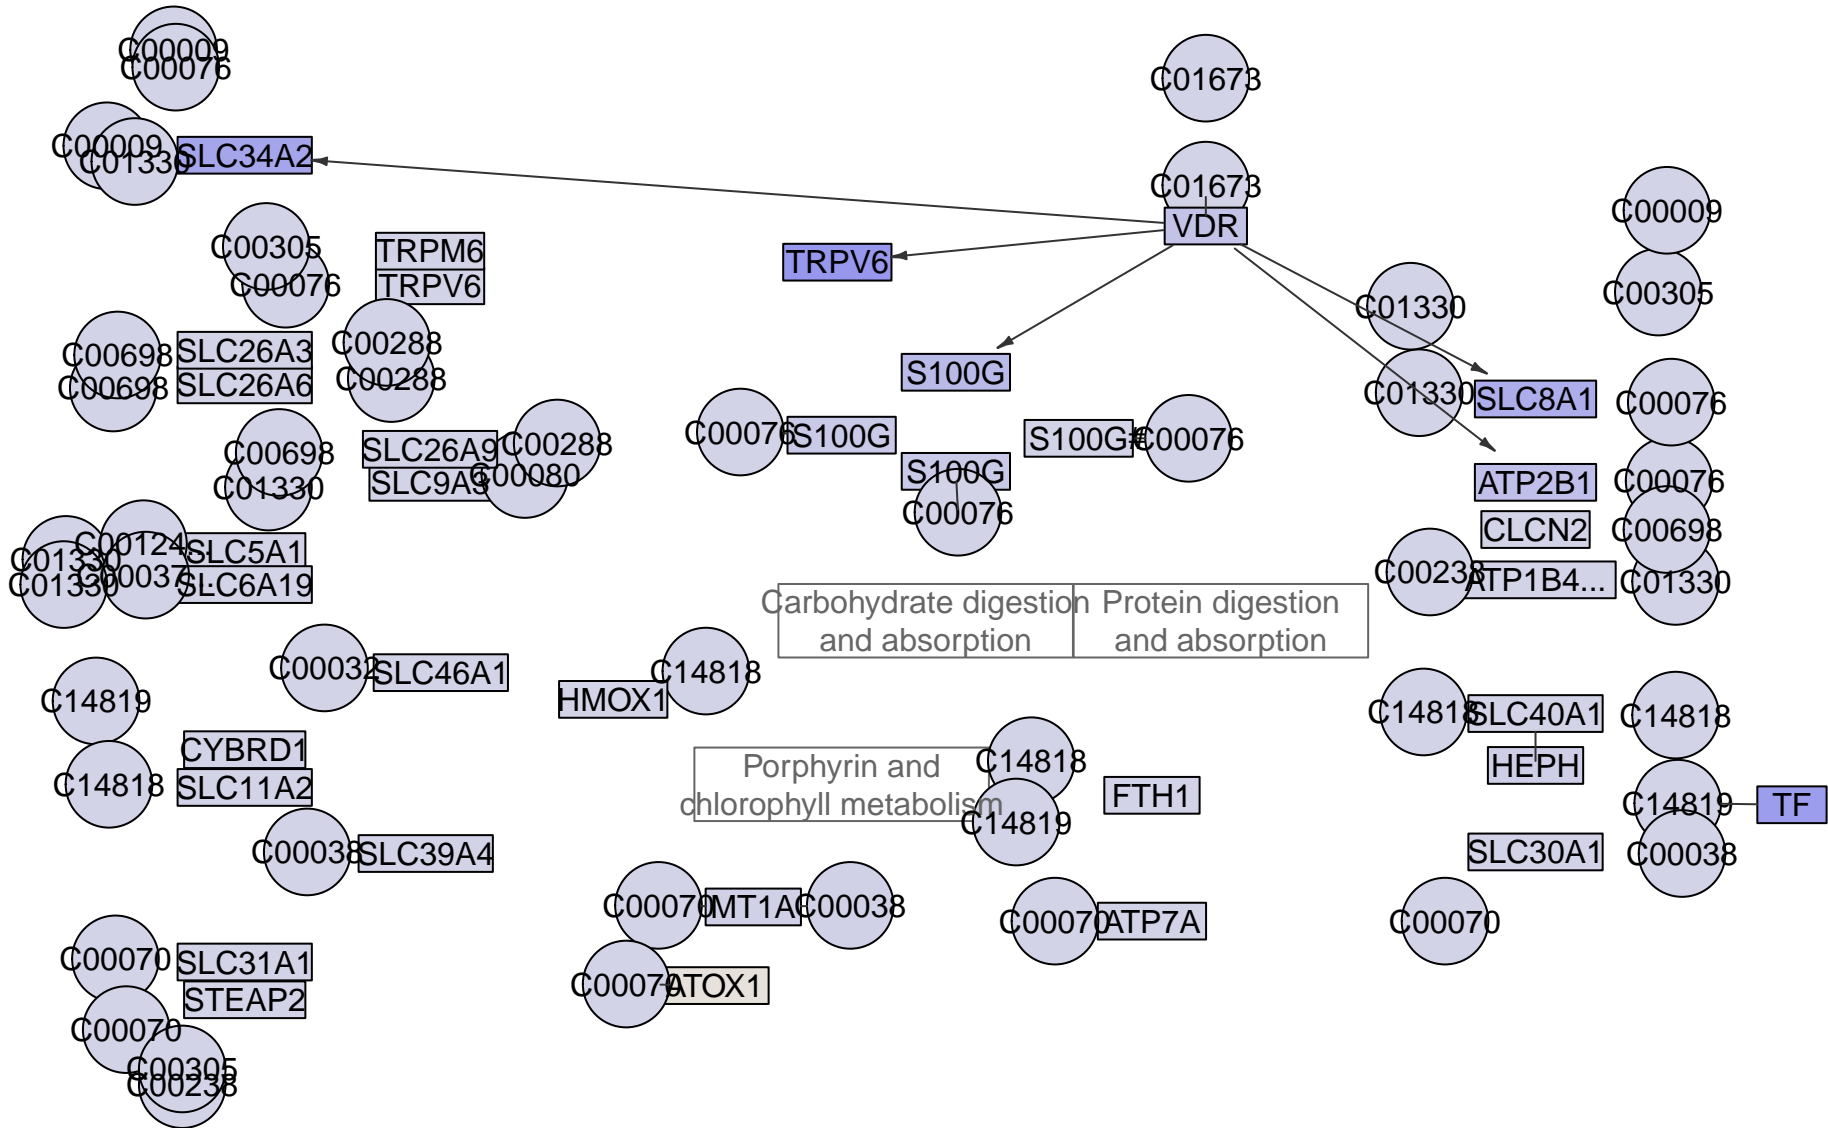 C00009
C00076
C01673
C00009
C01330
SLC34A2
C01673
VDR
C00009
C00305
TRPM6
TRPV6
C00076
TRPV6
C00305
C01330
C00698
SLC26A3
C00288
S100G
C00698
SLC26A6
C00288
C01330
SLC8A1
C00076
C00076
S100G
S100G#
C00076
C00698
SLC26A9
C00288
C01330
SLC9A3
C00080
S100G
C00076
ATP2B1
C00076
CLCN2
C00698
C01330
C00124...
SLC5A1
C01330
C00037...
SLC6A19
C00238
ATP1B4...
C01330
Carbohydrate digestion
and absorption
Protein digestion
and absorption
C00032
SLC46A1
C14818
HMOX1
C14819
C14818
SLC40A1
C14818
CYBRD1
C14818
SLC11A2
Porphyrin and
chlorophyll metabolism
C14818
C14819
FTH1
HEPH
C14819
TF
C00038
SLC39A4
SLC30A1
C00038
C00070
MT1A
C00038
C00070
ATP7A
C00070
C00070
SLC31A1
STEAP2
C00070
ATOX1
C00070
C00305
C00238